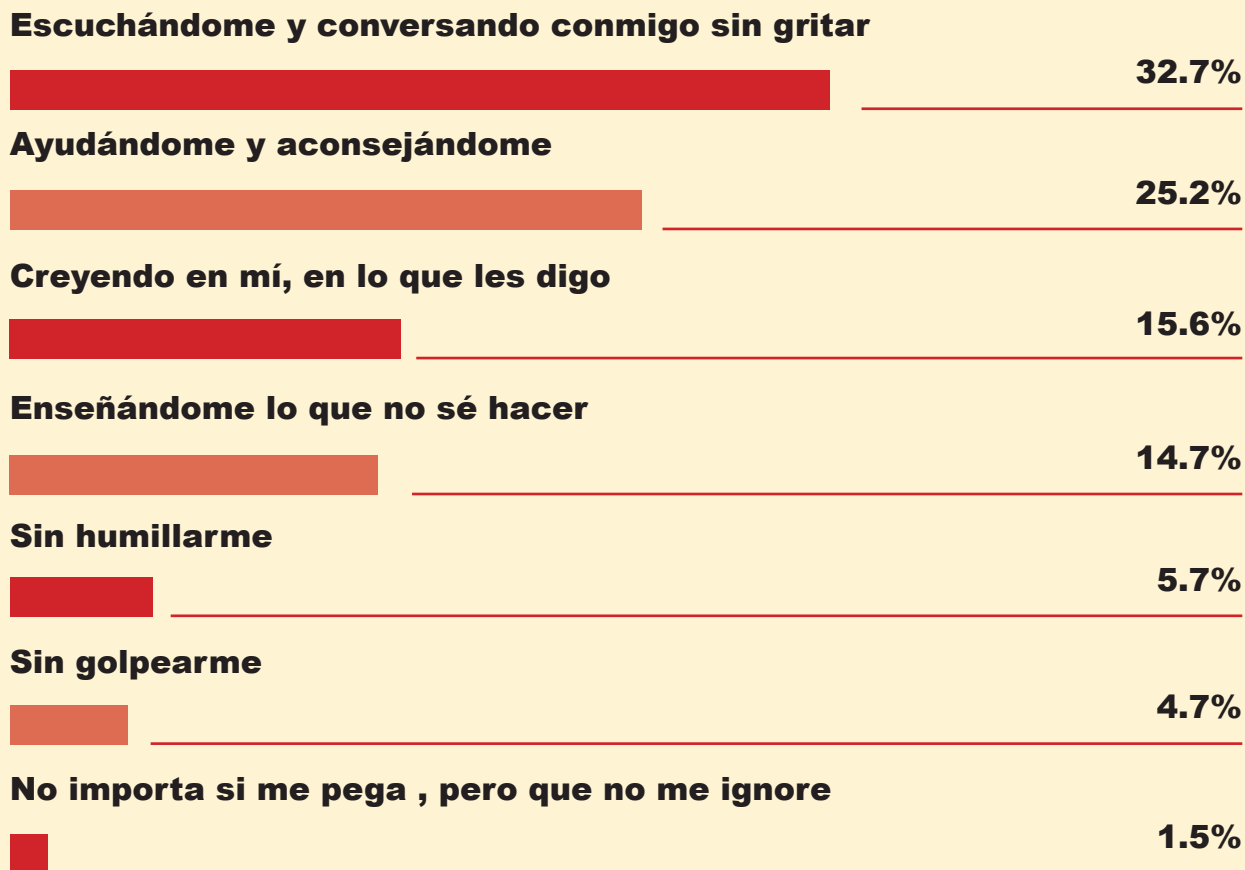 Escuchándome y conversando conmigo sin gritar
32.7%
Ayudándome y aconsejándome
25.2%
Creyendo en mí, en lo que les digo
15.6%
Enseñándome lo que no sé hacer
14.7%
Sin humillarme
5.7%
Sin golpearme
4.7%
No importa si me pega , pero que no me ignore
1.5%